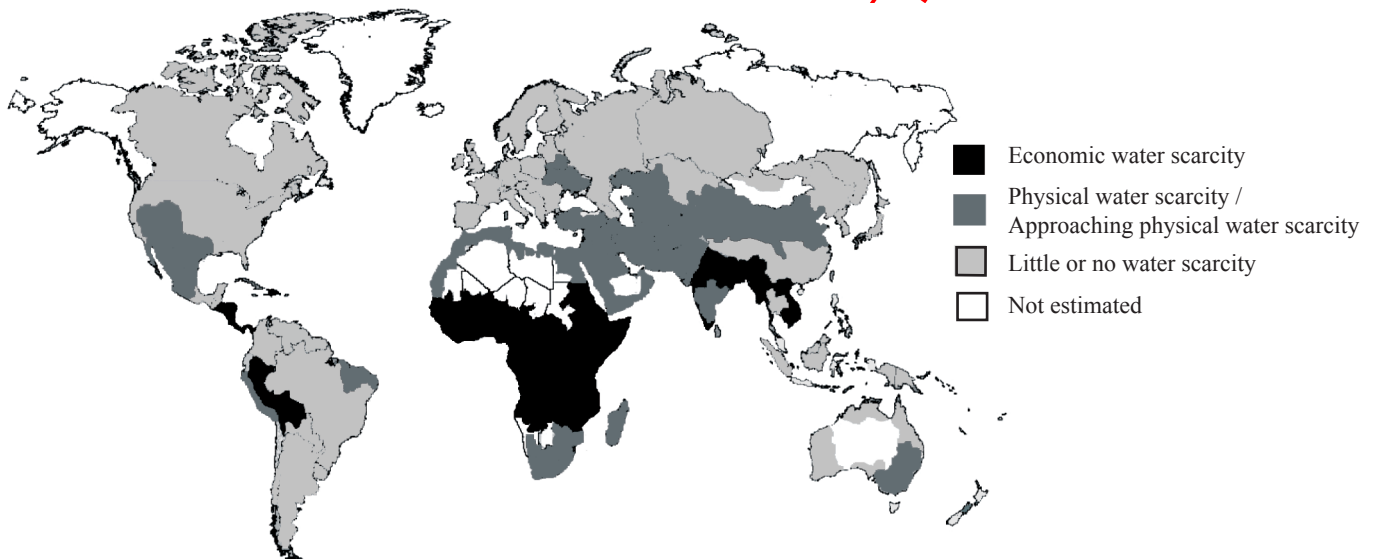 Economic water scarcity
Physical water scarcity /
Approaching physical water scarcity
Little or no water scarcity
Not estimated